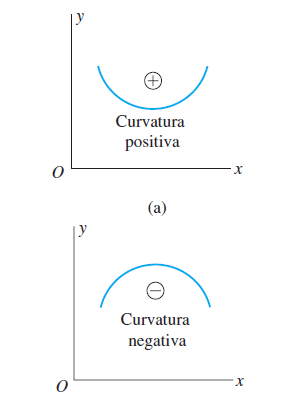 y
+
Curvatura
positiva
O
x
(a)
y
−
Curvatura
negativa
O
x